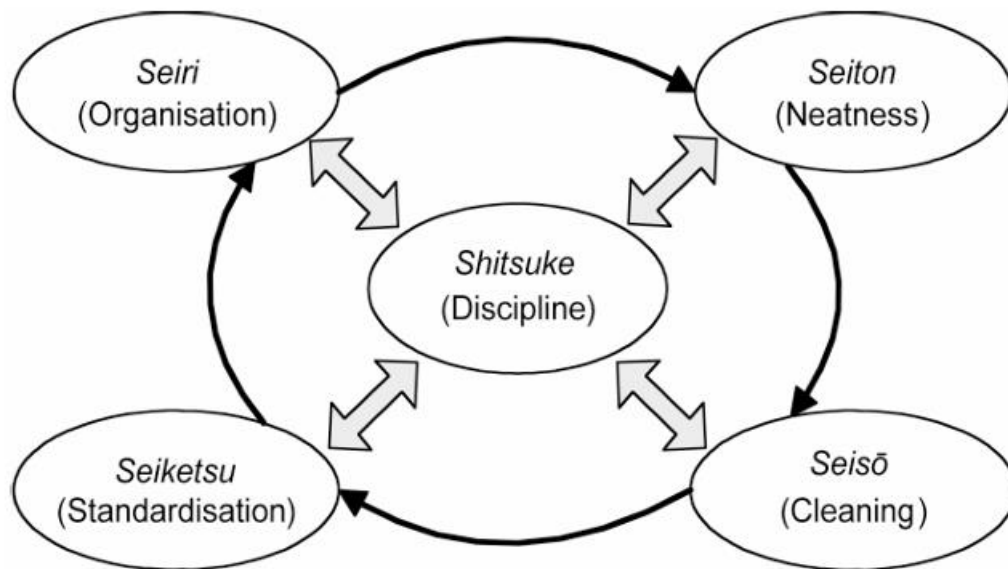 Seiri
(Organisation)
Seiton
(Neatness)
Shitsuke
(Discipline)
Seiketsu
(Standardisation)
Seisō
(Cleaning)